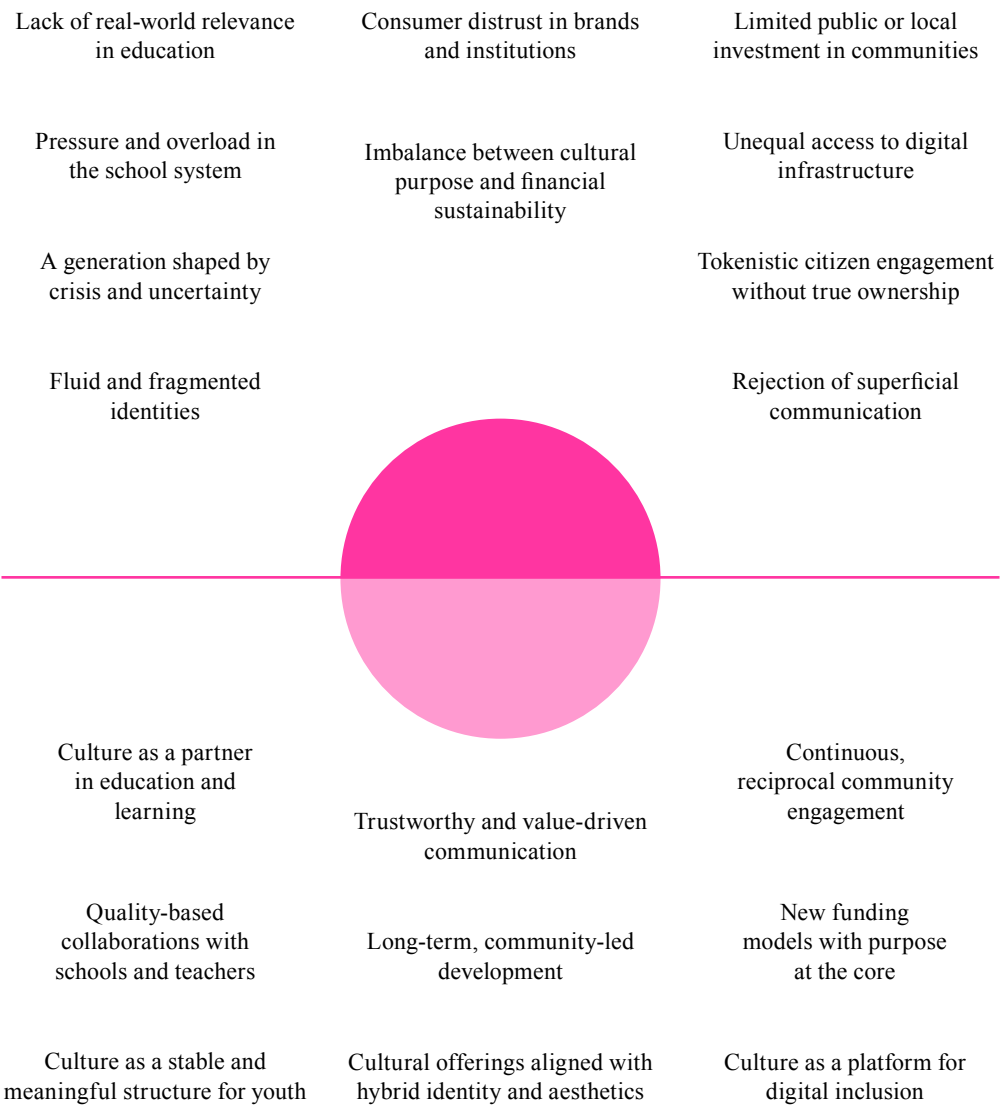 Lack of real-world relevance
in education
Consumer distrust in brands
and institutions
Limited public or local
investment in communities
Pressure and overload in
the school system
Imbalance between cultural
purpose and financial
sustainability
Unequal access to digital
infrastructure
A generation shaped by
crisis and uncertainty
Tokenistic citizen engagement
without true ownership
Fluid and fragmented
identities
Rejection of superficial
communication
Culture as a partner
in education and
learning
Trustworthy and value-driven
communication
Continuous,
reciprocal community
engagement
Quality-based
collaborations with
schools and teachers
Long-term, community-led
development
New funding
models with purpose
at the core
Culture as a stable and
meaningful structure for youth
Cultural offerings aligned with
hybrid identity and aesthetics
Culture as a platform for
digital inclusion